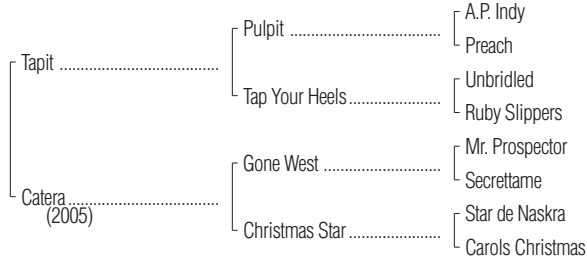 A.P. Indy
Pulpit ..........................
Preach
Tapit ..............................................
Unbridled
Tap Your Heels ..........................
Ruby Slippers
Mr. Prospector
Gone West ..........................
Secrettame
Catera ..............................................
(2005)
Star de Naskra
Christmas Star ..........................
Carols Christmas